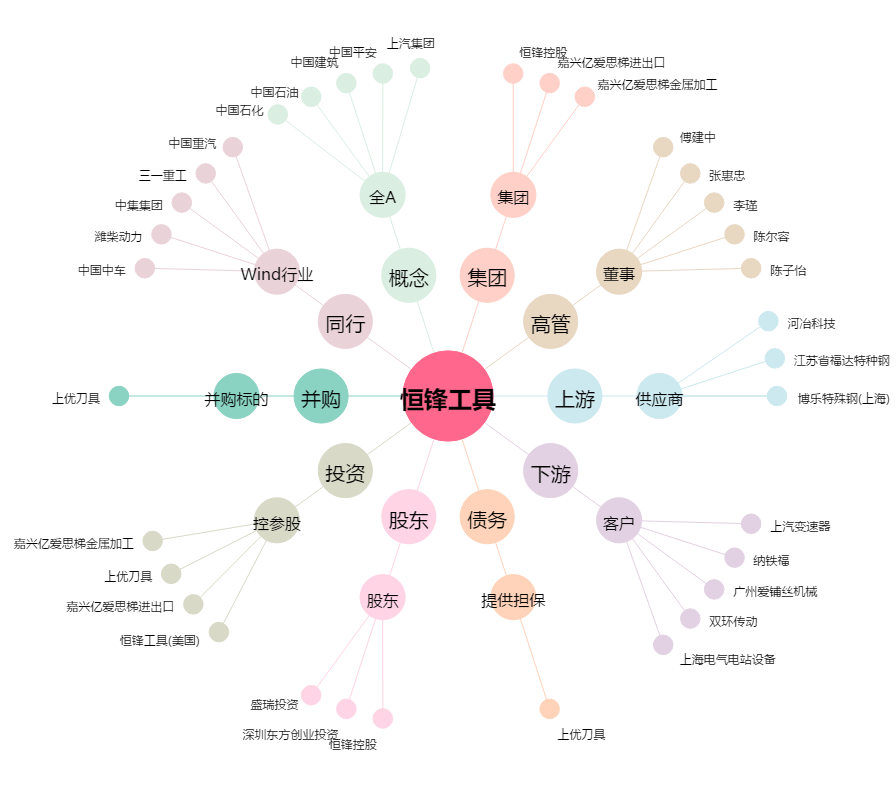 上汽集团
中国平安
恒锋控股
中国建筑
嘉兴亿爱思梯进出口
嘉兴亿爱思梯金属加工
中国石油
中国石化
傅建中
中国重汽
三一重工
张惠忠
全A
集团
中集集团
李瑾
潍柴动力
陈尔容
中国中车
Wind行业
概念
集团
董事
陈子怡
同行
高管
河冶科技
江苏省福达特种钢
上优刀具
并购标的
并购
恒锋工具
上游
供应商
博乐特殊钢(上海)
投资
下游
控参股
股东
债务
客户
上汽变速器
嘉兴亿爱思梯金属加工
纳铁福
上优刀具
广州爱铺丝机械
嘉兴亿爱思梯进出口
股东
提供担保
双环传动
恒锋工具(美国)
上海电气电站设备
盛瑞投资
深圳东方创业投资
恒锋控股
上优刀具